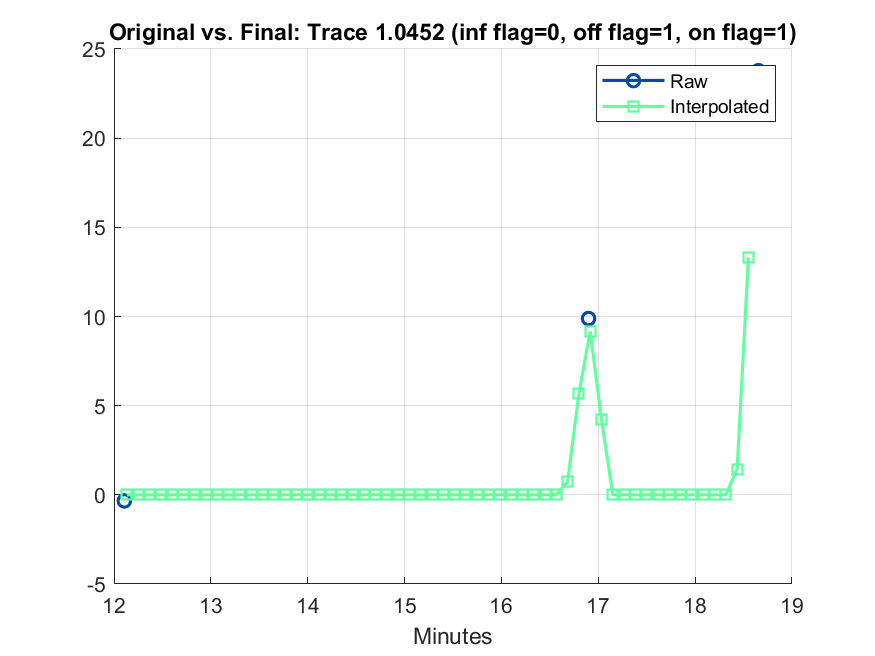 Original vs. Final: Trace 1.0452 (inf flag=0, off flag=1, on flag=1)
25
20
15
10
5
0
-5
Raw
Interpolated
12 13 14 15 16 17 18 19
Minutes